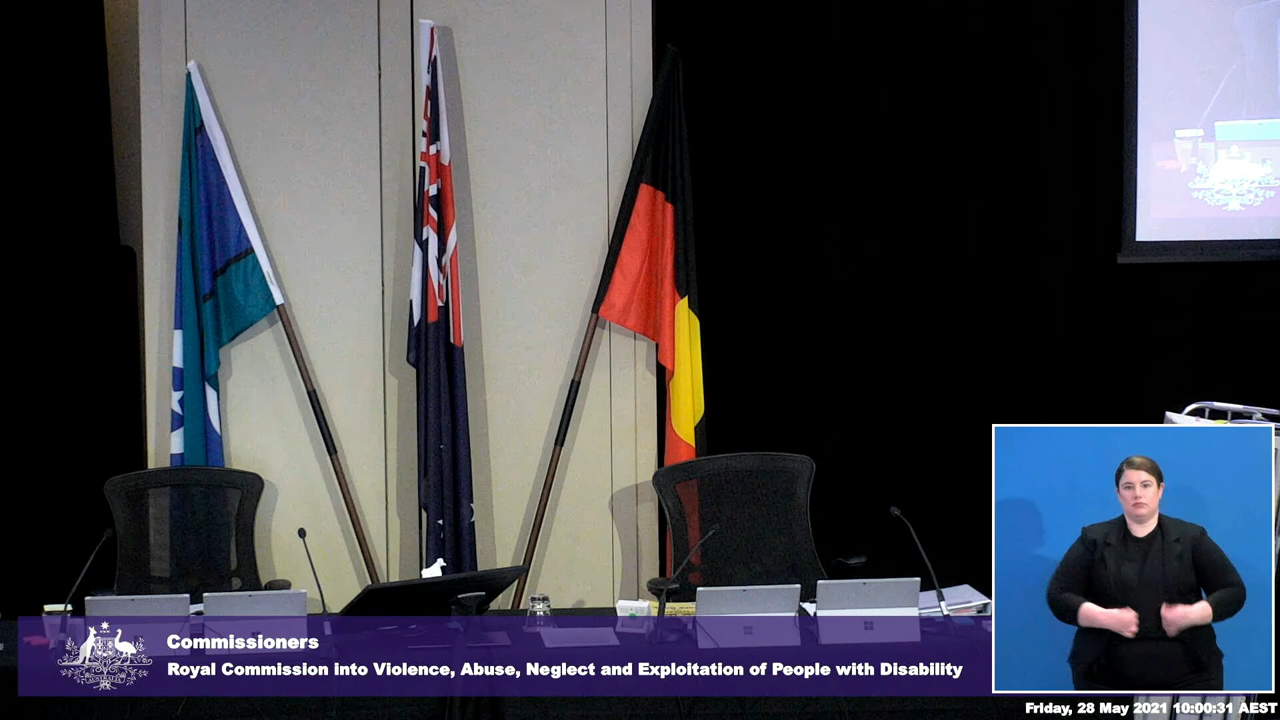 Commissioners
Royal Commission into Violence, Abuse, Neglect and Exploitation of People with Disability
AUSTRALIA
Friday, 28 May 2021 10:00:31 AEST